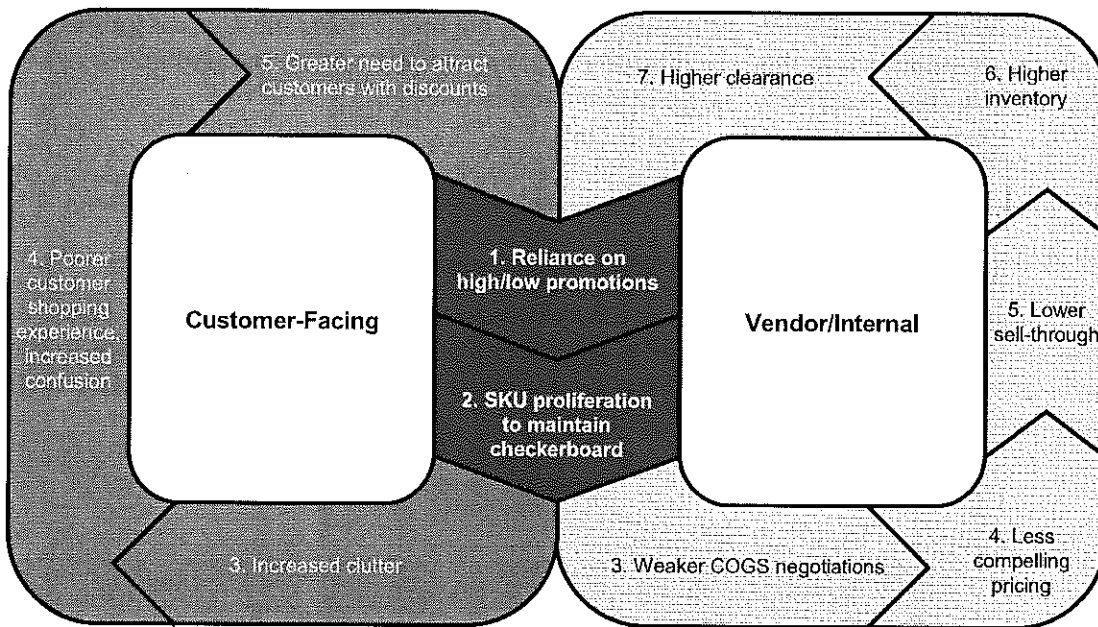 5. Greater need to attract
customers with discounts
7. Higher clearance
6. Higher
inventory
1. Reliance on
high/low promotions
4. Poorer
customer
shopping
experience,
increased
confusion
Customer-Facing
Vendor/Internal
5. Lower
sell-through
2. SKU proliferation
to maintain
checkerboard
3. Increased clutter
3. Weaker COGS negotiations
4. Less
compelling
pricing